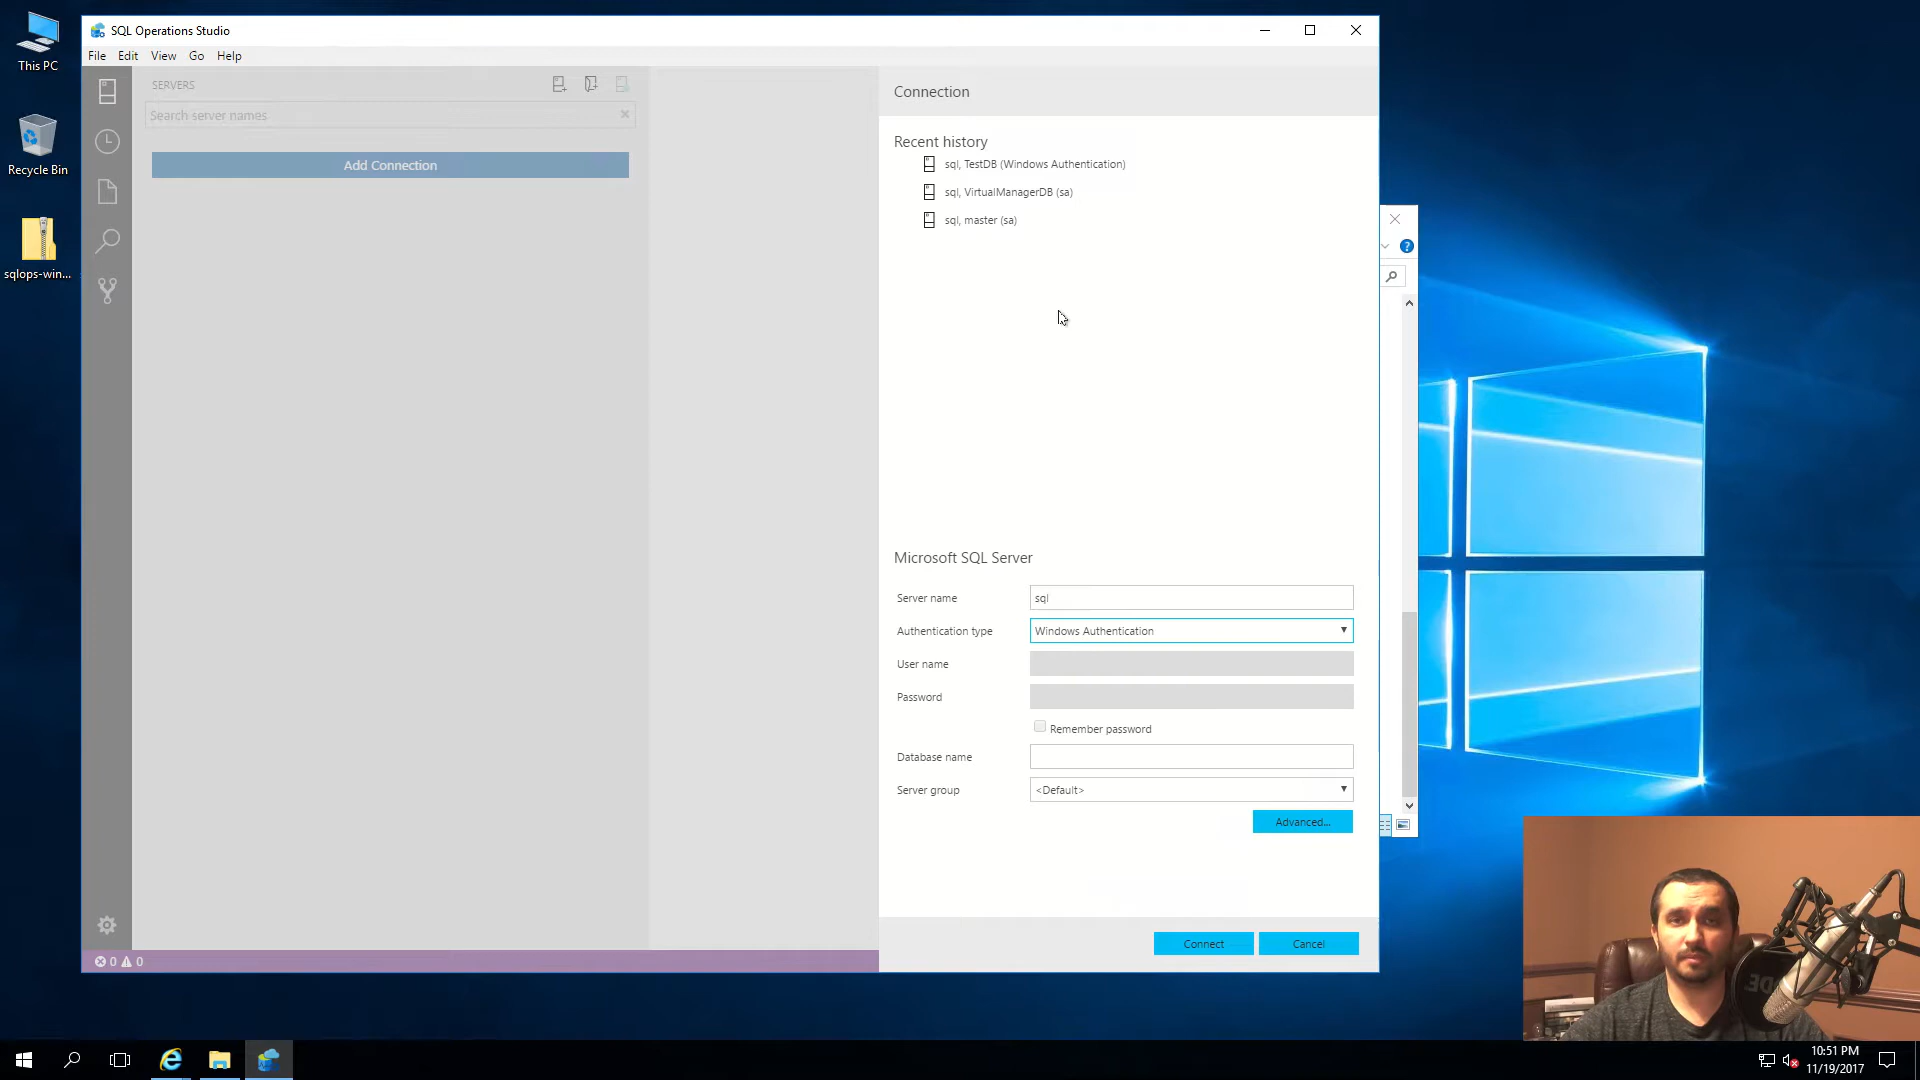 This PC
Recycle Bin
sqlops-win...
SQL Operations Studio
File Edit View Go Help
SERVERS
Search server names
Add Connection
0 0
Connection
Recent history
sql, TestDB (Windows Authentication)
sql, VirtualManagerDB (sa)
sql, master (sa)
Microsoft SQL Server
Server name sql
Authentication type Windows Authentication
User name
Password
Remember password
Database name
Server group <Default>
Advanced...
Connect Cancel
10:51 PM
11/19/2017